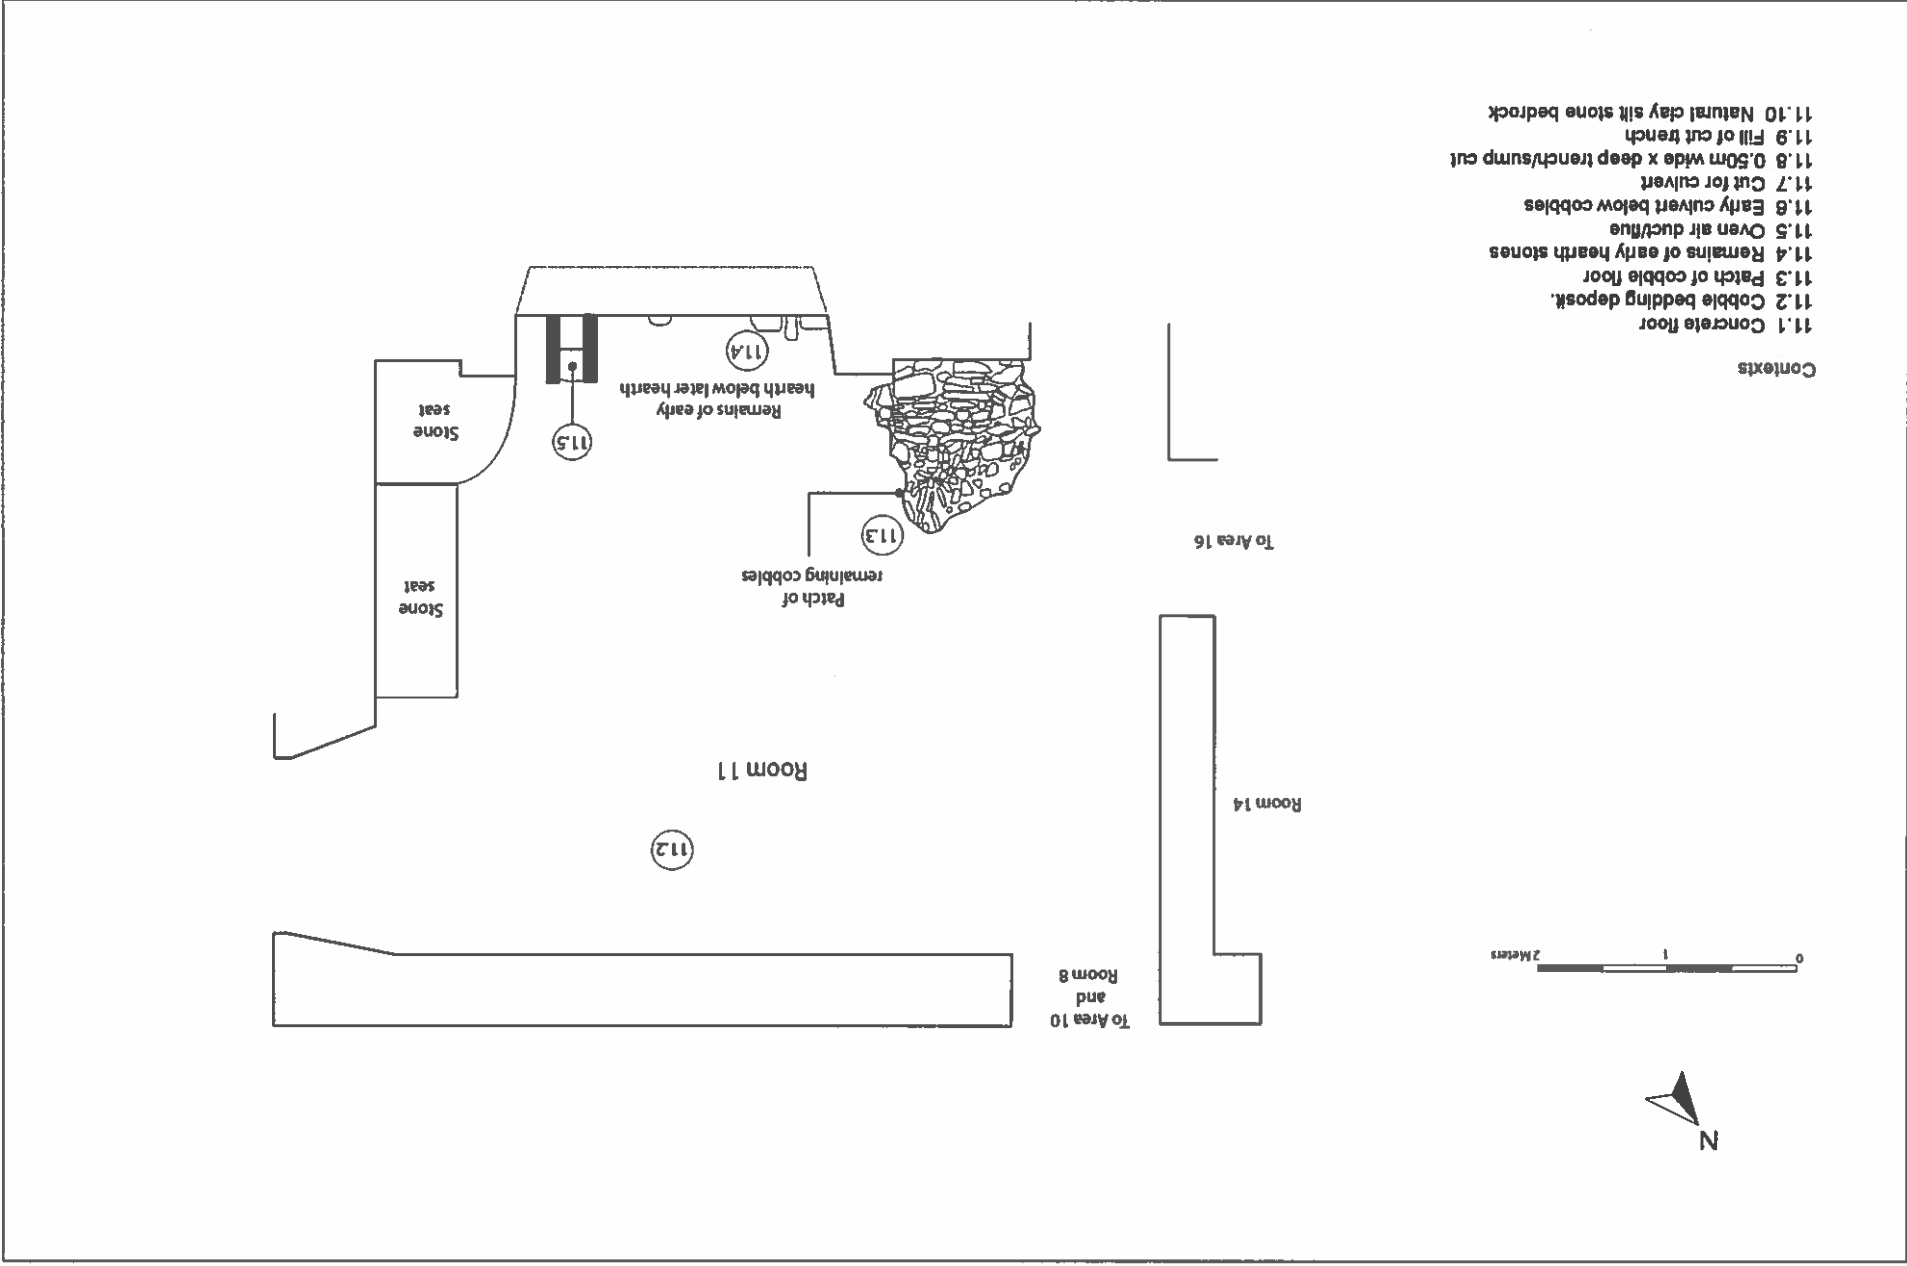 N
0
1
2 Meters
To Area 10
and
Room 8
11.2
Room 14
Room 11
Stone
seat
Patch of
remaining cobbles
11.3
To Area 16
11.5
Stone
seat
Remains of early
hearth below later hearth
11.4
Contexts
11.1 Concrete floor
11.2 Cobble bedding deposit.
11.3 Patch of cobble floor
11.4 Remains of early hearth stones
11.5 Oven air duct/flue
11.6 Early culvert below cobbles
11.7 Cut for culvert
11.8 0.50m wide x deep trench/sump cut
11.9 Fill of cut trench
11.10 Natural clay silt stone bedrock